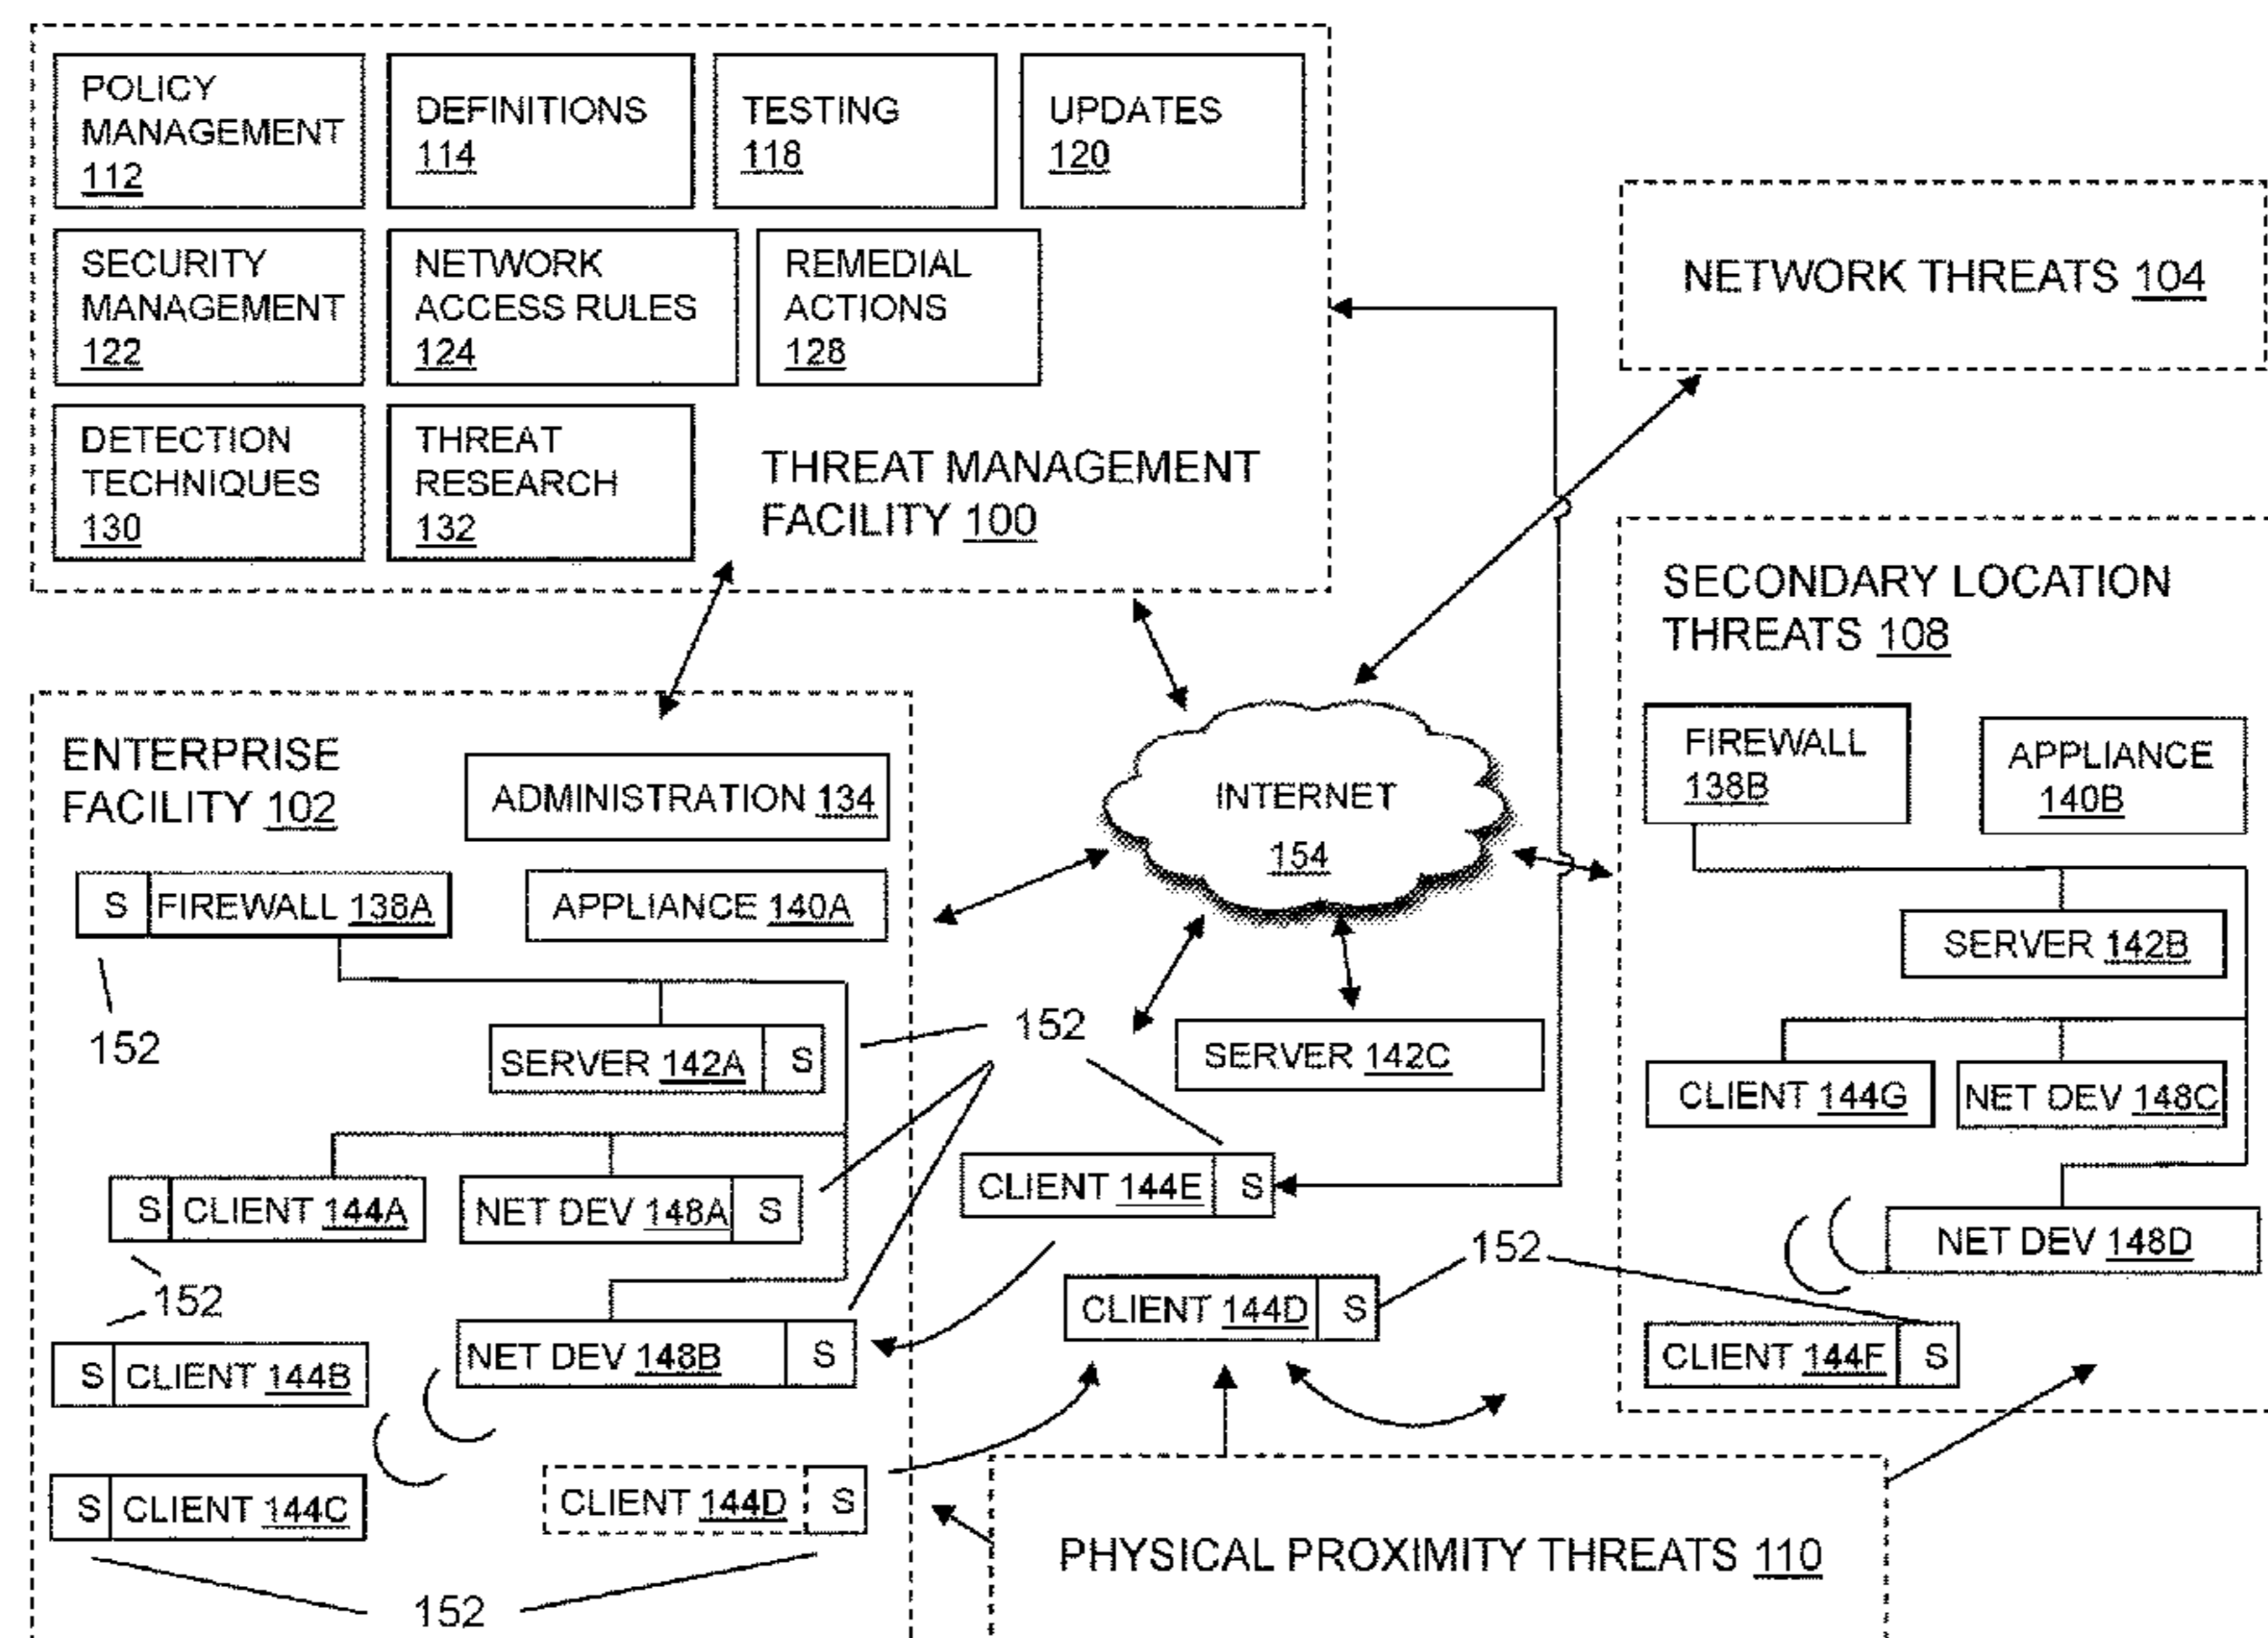 POLICY
MANAGEMENT
112
DEFINITIONS
114
TESTING
118
UPDATES
120
SECURITY
MANAGEMENT
122
NETWORK
ACCESS RULES
124
REMEDIAL
ACTIONS
128
DETECTION
TECHNIQUES
130
THREAT
RESEARCH
132
THREAT MANAGEMENT
FACILITY 100
NETWORK THREATS 104
SECONDARY LOCATION
THREATS 108
FIREWALL
138B
APPLIANCE
140B
SERVER 142B
CLIENT 144G
NET DEV 148C
NET DEV 148D
CLIENT 144F S
ENTERPRISE
FACILITY 102
ADMINISTRATION 134
S FIREWALL 138A
APPLIANCE 140A
152
SERVER 142A S
S CLIENT 144A
NET DEV 148A S
152
S CLIENT 144B
NET DEV 148B S
S CLIENT 144C
CLIENT 144D S
152
INTERNET
154
152
SERVER 142C
CLIENT 144E S
CLIENT 144D S
152
PHYSICAL PROXIMITY THREATS 110